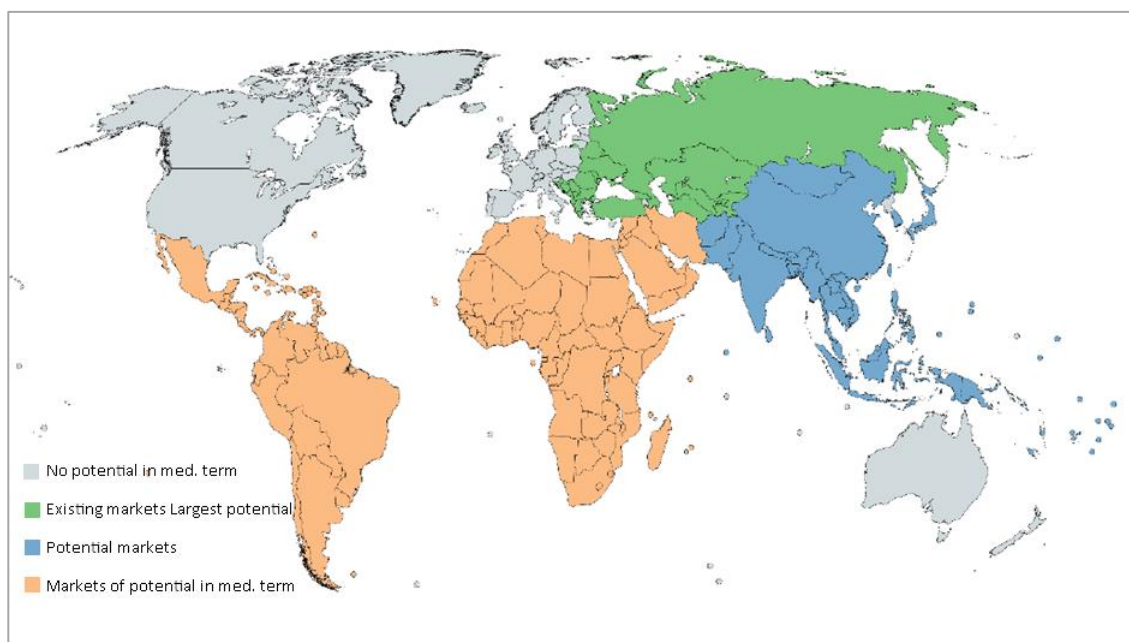 No potential in med. term
Existing markets Largest potential
Potential markets
Markets of potential in med. term